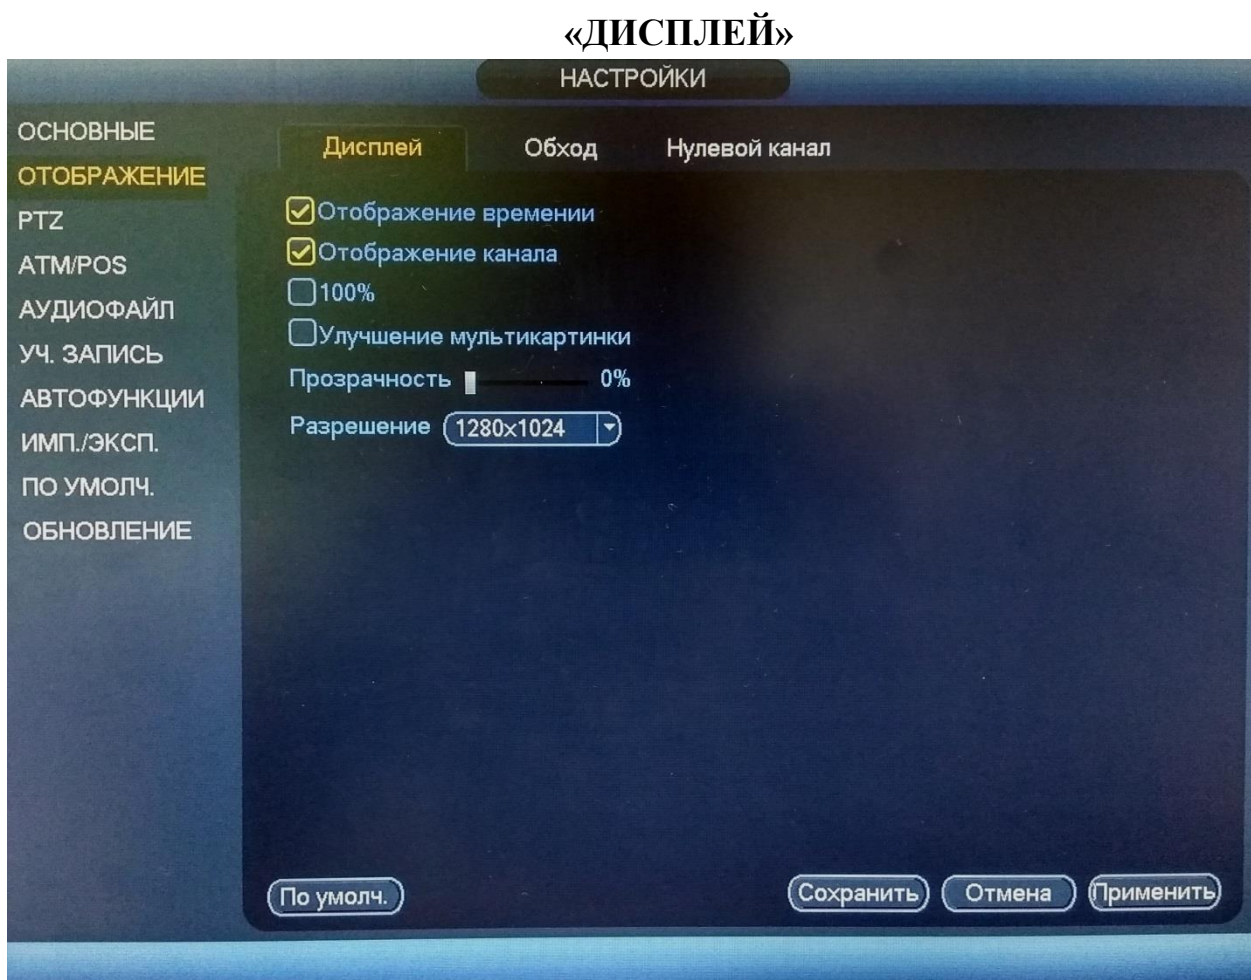 «ДИСПЛЕЙ»
НАСТРОЙКИ
ОСНОВНЫЕ
ОТОБРАЖЕНИЕ
PTZ
ATM/POS
АУДИОФАЙЛ
УЧ. ЗАПИСЬ
АВТОФУНКЦИИ
ИМП./ЭКСП.
ПО УМОЛЧ.
ОБНОВЛЕНИЕ
Дисплей Обход Нулевой канал
Отображение времении
Отображение канала
100%
Улучшение мультикартинки
Прозрачность 0%
Разрешение 1280x1024
По умолч. Сохранить Отмена Применить